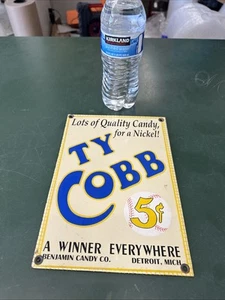 KIRKLAND
Lots of Quality Candy,
for a Nickel!
TY
COBB
5¢
A WINNER EVERYWHERE
BENJAMIN CANDY CO. DETROIT, MICH